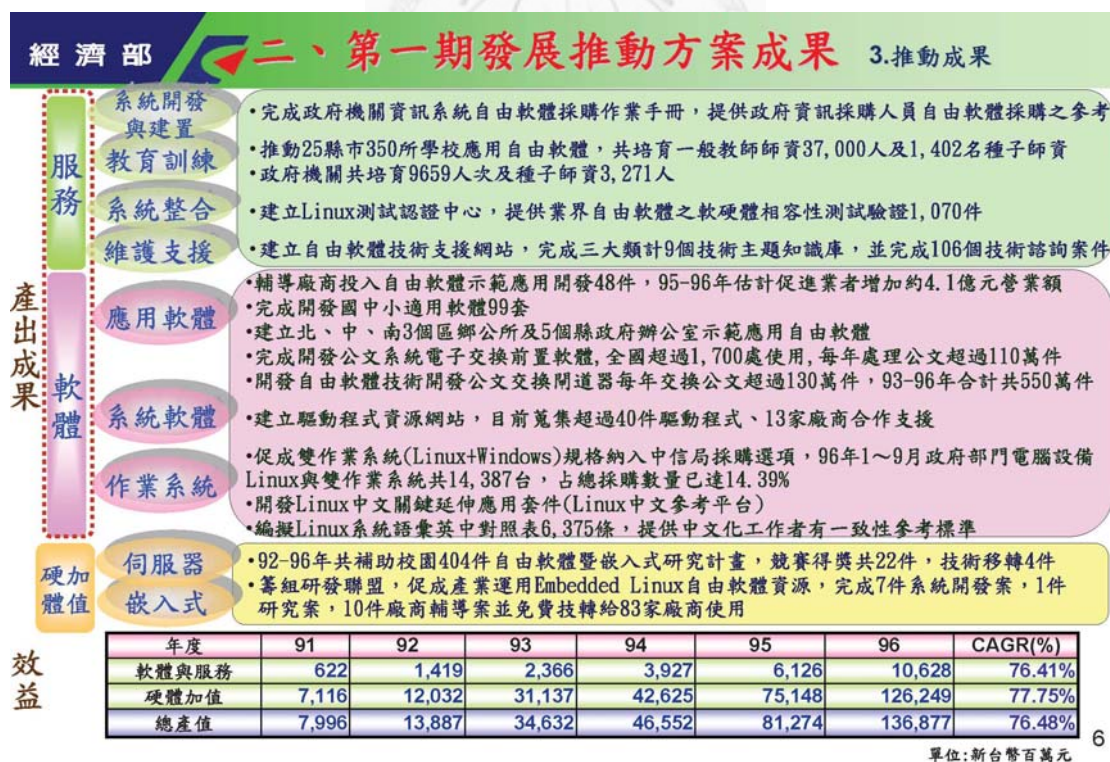 經濟部
二、第一期發展推動方案成果 3.推動成果
產出成果
服務
系統開發與建置
•完成政府機關資訊系統自由軟體採購作業手冊，提供政府資訊採購人員自由軟體採購之參考
教育訓練
•推動25縣市350所學校應用自由軟體，共培育一般教師師資37,000人及1,402名種子師資
•政府機關共培育9659人次及種子師資3,271人
系統整合
•建立Linux測試認證中心，提供業界自由軟體之軟硬體相容性測試驗證1,070件
維護支援
•建立自由軟體技術支援網站，完成三大類計9個技術主題知識庫，並完成106個技術諮詢案件
軟體
應用軟體
•輔導廠商投入自由軟體示範應用開發48件，95-96年估計促進業者增加約4.1億元營業額
•完成開發國中小適用軟體99套
•建立北、中、南3個區鄉公所及5個縣政府辦公室示範應用自由軟體
•完成開發公文系統電子交換前置軟體,全國超過1,700處使用,每年處理公文超過110萬件
•開發自由軟體技術開發公文交換閘道器每年交換公文超過130萬件，93-96年合計共550萬件
系統軟體
•建立驅動程式資源網站，目前蒐集超過40件驅動程式、13家廠商合作支援
作業系統
•促成雙作業系統(Linux+Windows)規格納入中信局採購選項，96年1～9月政府部門電腦設備
Linux與雙作業系統共14,387台，占總採購數量已達14.39%
•開發Linux中文關鍵延伸應用套件(Linux中文參考平台)
•編擬Linux系統語彙英中對照表6,375條，提供中文化工作者有一致性參考標準
硬體加值
伺服器
•92-96年共補助校園404件自由軟體暨嵌入式研究計畫，競賽得獎共22件，技術移轉4件
嵌入式
•籌組研發聯盟，促成產業運用Embedded Linux自由軟體資源，完成7件系統開發案，1件
研究案，10件廠商輔導案並免費技轉給83家廠商使用
效益
年度 91 92 93 94 95 96 CAGR(%)
軟體與服務 622 1,419 2,366 3,927 6,126 10,628 76.41%
硬體加值 7,116 12,032 31,137 42,625 75,148 126,249 77.75%
總產值 7,996 13,887 34,632 46,552 81,274 136,877 76.48%
單位:新台幣百萬元
6